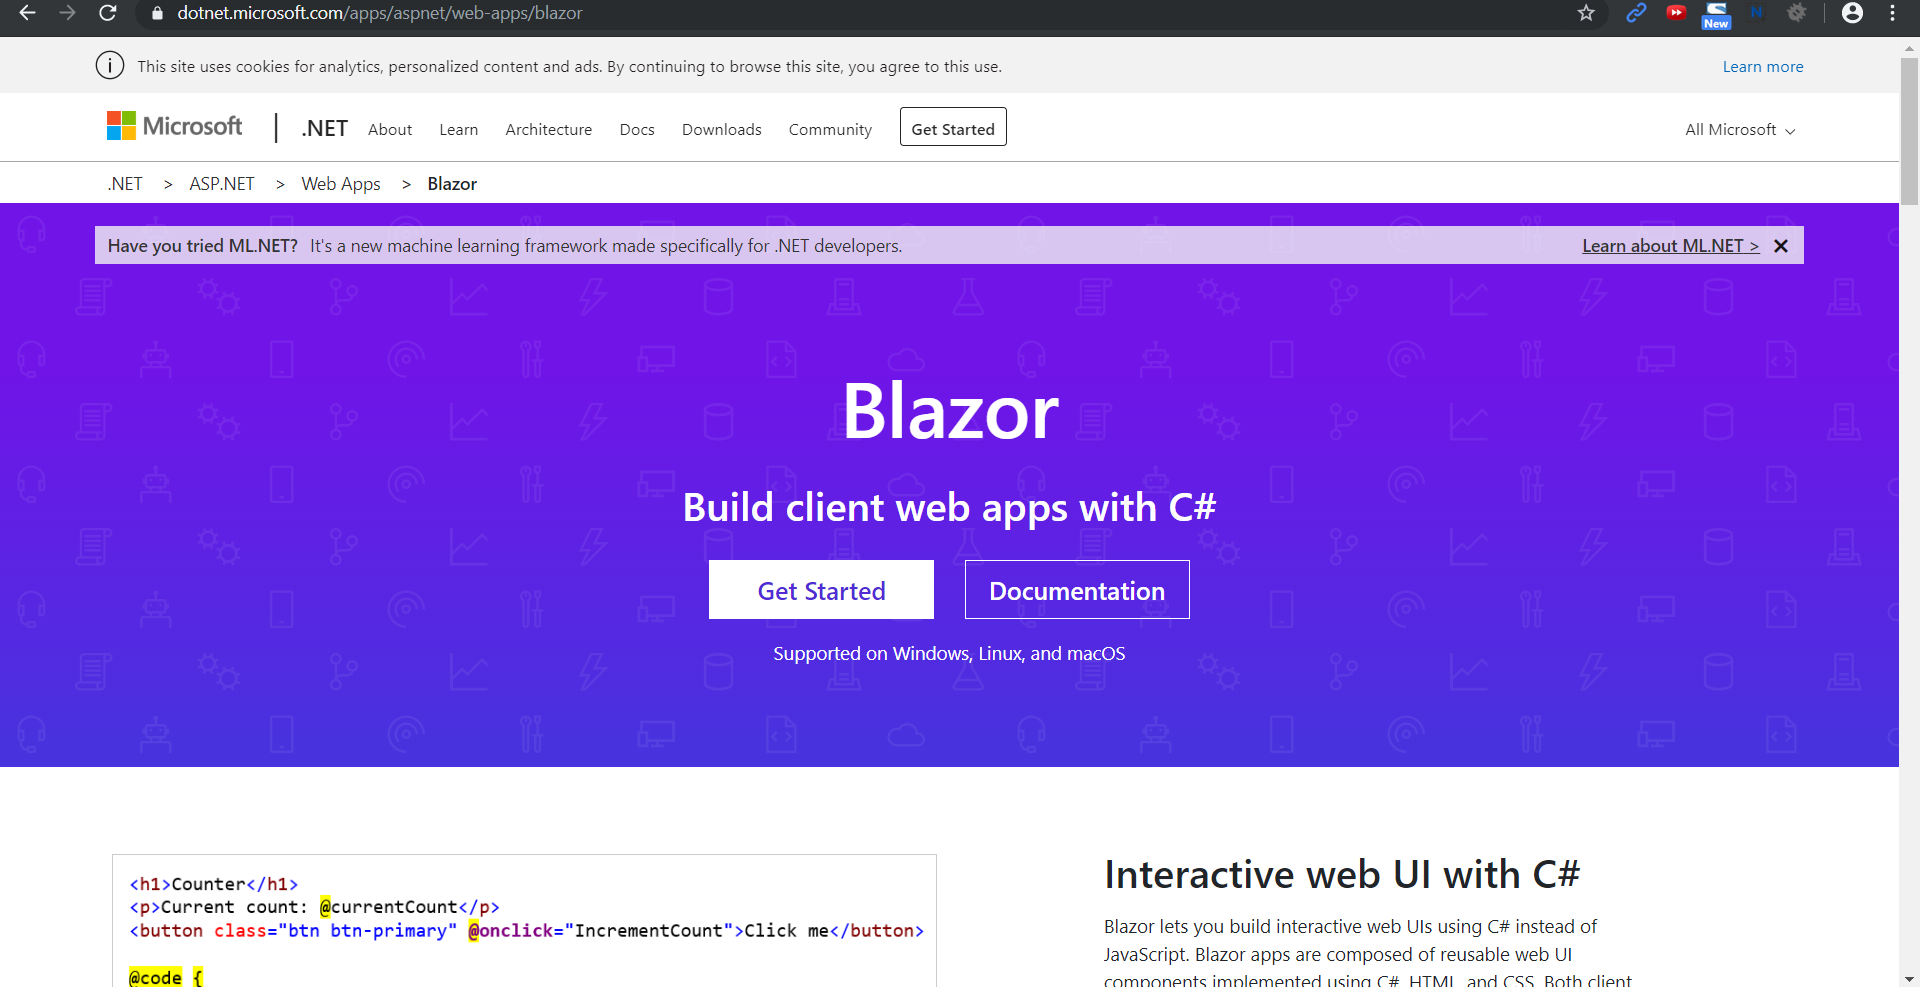 dotnet.microsoft.com/apps/aspnet/web-apps/blazor
New
N
This site uses cookies for analytics, personalized content and ads. By continuing to browse this site, you agree to this use.
Learn more
Microsoft
.NET About Learn Architecture Docs Downloads Community Get Started
All Microsoft
.NET > ASP.NET > Web Apps > Blazor
Have you tried ML.NET? It's a new machine learning framework made specifically for .NET developers.
Learn about ML.NET >
Blazor
Build client web apps with C#
Get Started
Documentation
Supported on Windows, Linux, and macOS
<h1>Counter</h1>
<p>Current count: @currentCount</p>
<button class="btn btn-primary" @onclick="IncrementCount">Click me</button>
@code {
Interactive web UI with C#
Blazor lets you build interactive web UIs using C# instead of
JavaScript. Blazor apps are composed of reusable web UI
components implemented using C#, HTML, and CSS. Both client